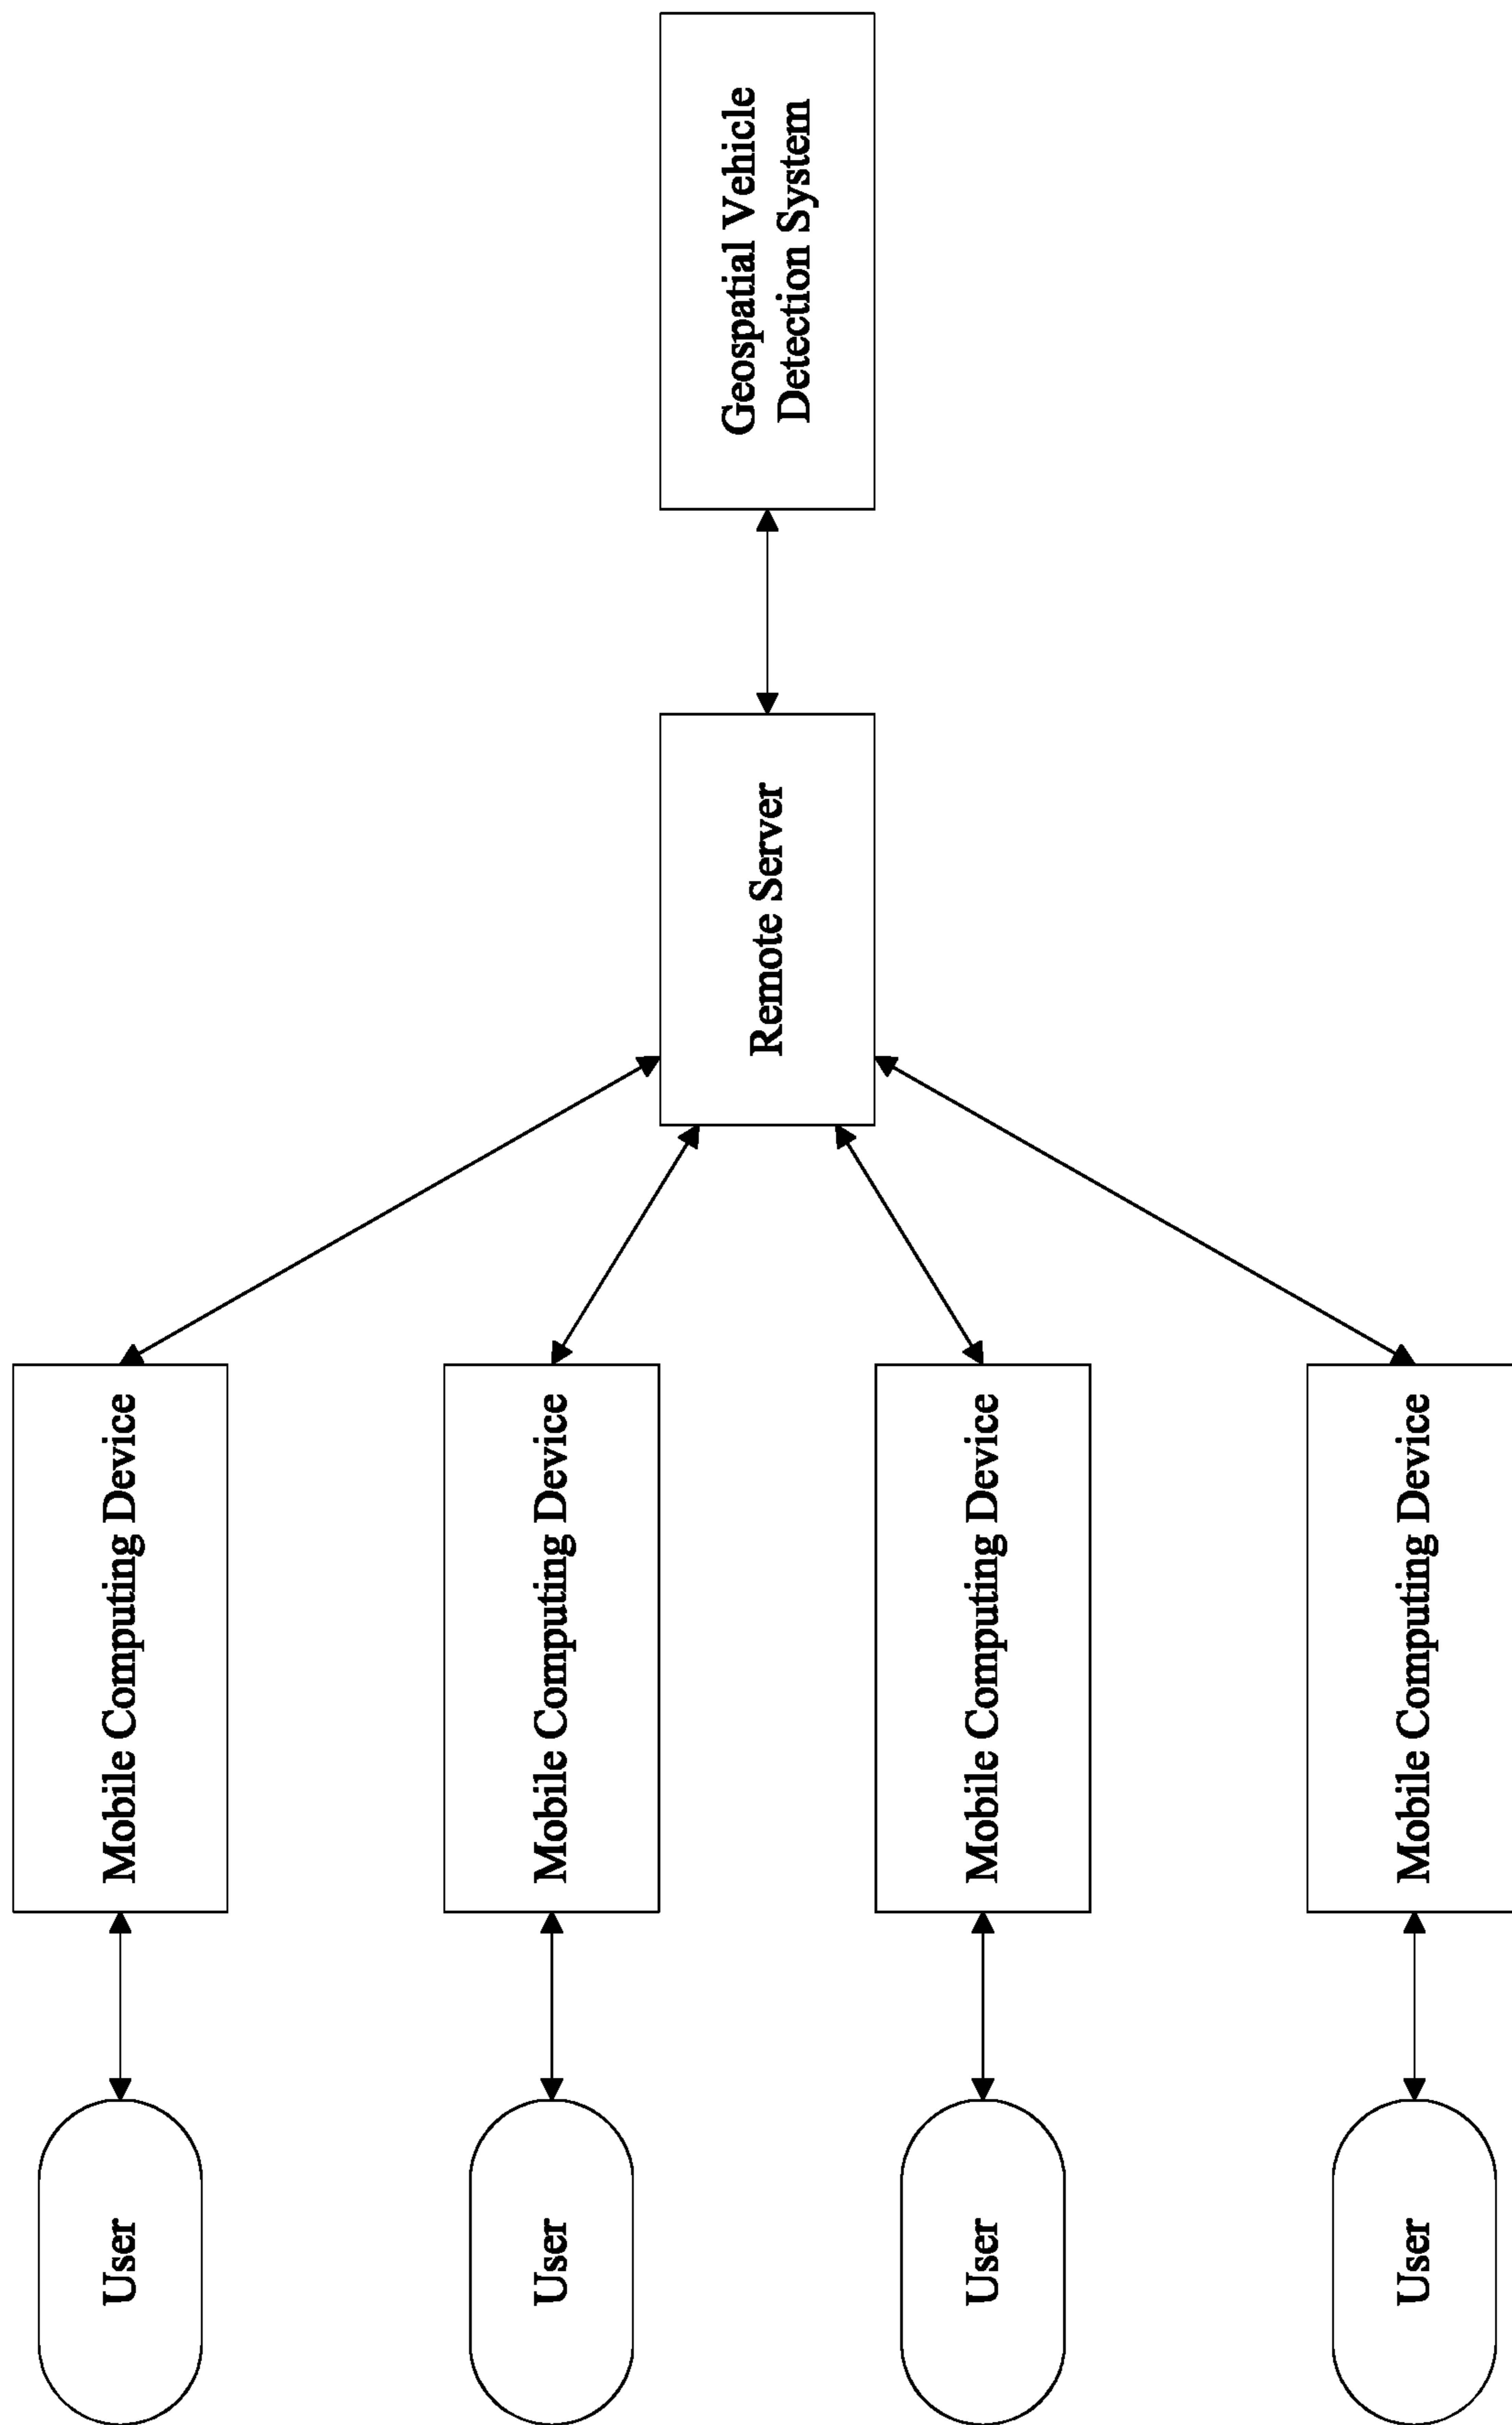 User
Mobile Computing Device
User
Mobile Computing Device
Remote Server
Geospatial Vehicle
Detection System
User
Mobile Computing Device
User
Mobile Computing Device